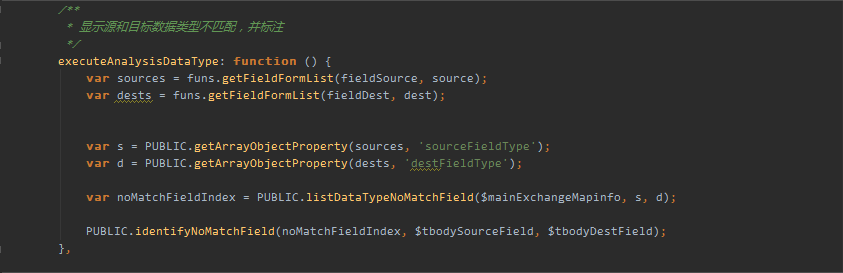 /**
 * 显示源和目标数据类型不匹配，并标注
 */
executeAnalysisDataType: function () {
    var sources = funs.getFieldFormList(fieldSource, source);
    var dests = funs.getFieldFormList(fieldDest, dest);
    var s = PUBLIC.getArrayObjectProperty(sources, 'sourceFieldType');
    var d = PUBLIC.getArrayObjectProperty(dests, 'destFieldType');
    var noMatchFieldIndex = PUBLIC.listDataTypeNoMatchField($mainExchangeMapinfo, s, d);
    PUBLIC.identifyNoMatchField(noMatchFieldIndex, $tbodySourceField, $tbodyDestField);
},